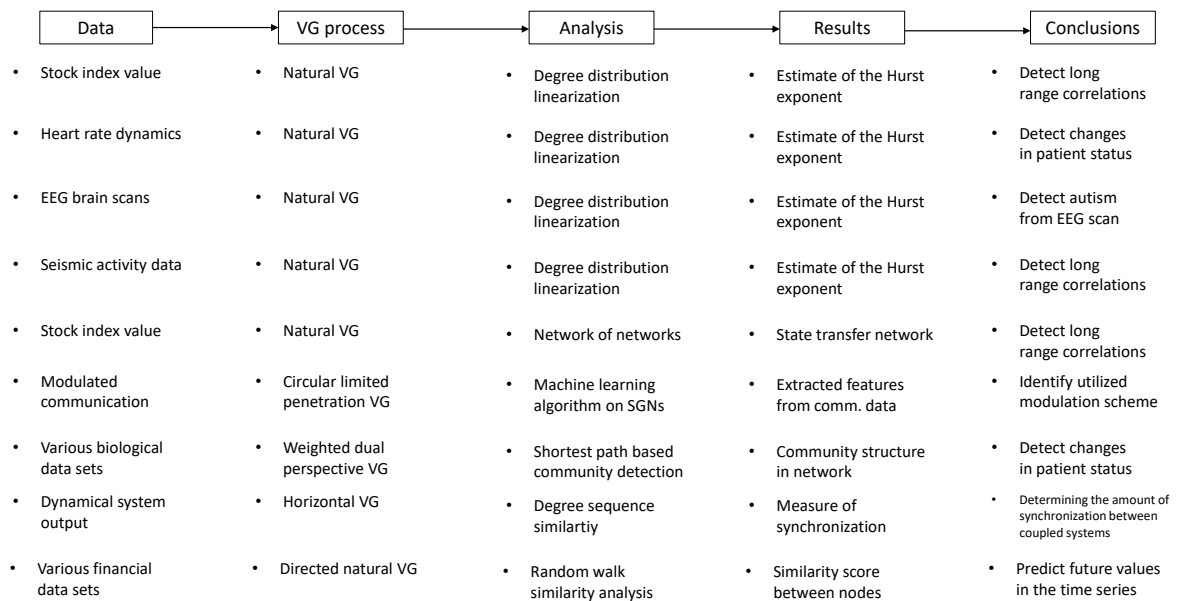 Data
VG process
Analysis
Results
Conclusions
• Stock index value
• Natural VG
• Degree distribution
linearization
• Estimate of the Hurst
exponent
• Detect long
range correlations
• Heart rate dynamics
• Natural VG
• Degree distribution
linearization
• Estimate of the Hurst
exponent
• Detect changes
in patient status
• EEG brain scans
• Natural VG
• Degree distribution
linearization
• Estimate of the Hurst
exponent
• Detect autism
from EEG scan
• Seismic activity data
• Natural VG
• Degree distribution
linearization
• Estimate of the Hurst
exponent
• Detect long
range correlations
• Stock index value
• Natural VG
• Network of networks
• State transfer network
• Detect long
range correlations
• Modulated
communication
• Circular limited
penetration VG
• Machine learning
algorithm on SGNs
• Extracted features
from comm. data
• Identify utilized
modulation scheme
• Various biological
data sets
• Weighted dual
perspective VG
• Shortest path based
community detection
• Community structure
in network
• Detect changes
in patient status
• Dynamical system
output
• Horizontal VG
• Degree sequence
similartiy
• Measure of
synchronization
• Determining the amount of
synchronization between
coupled systems
• Various financial
data sets
• Directed natural VG
• Random walk
similarity analysis
• Similarity score
between nodes
• Predict future values
in the time series